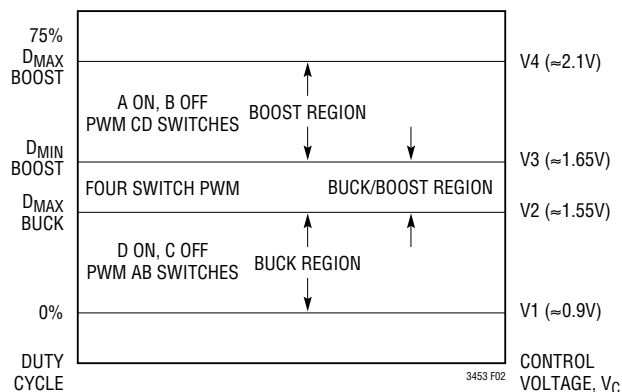 75%
DMAX
BOOST
V4 (≈2.1V)
A ON, B OFF
PWM CD SWITCHES
BOOST REGION
DMIN
BOOST
V3 (≈1.65V)
FOUR SWITCH PWM
BUCK/BOOST REGION
DMAX
BUCK
V2 (≈1.55V)
D ON, C OFF
PWM AB SWITCHES
BUCK REGION
0%
V1 (≈0.9V)
DUTY
CYCLE
3453 F02
CONTROL
VOLTAGE, VC